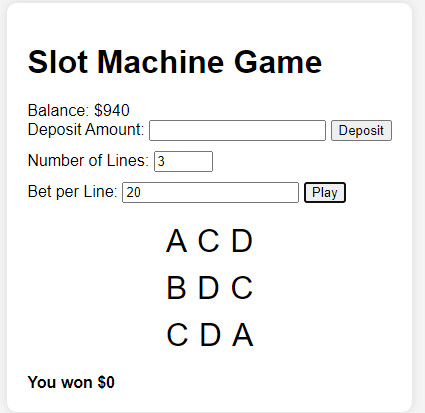 Slot Machine Game
Balance: $940
Deposit Amount: Deposit
Number of Lines: 3
Bet per Line: 20 Play
A C D
B D C
C D A
You won $0